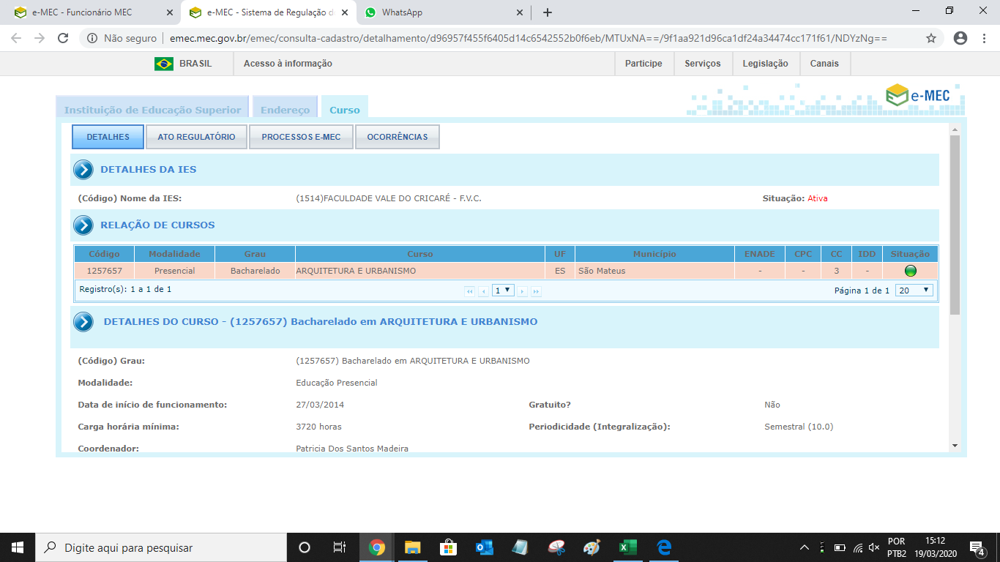 e-MEC - Funcionário MEC
e-MEC - Sistema de Regulação d
WhatsApp
Não seguro
emec.mec.gov.br/emec/consulta-cadastro/detalhamento/d96957f455f6405d14c6542552b0f6eb/MTUxNA==/9f1aa921d96ca1df24a34474cc171f61/NDYzNg==
BRASIL Acesso à informação Participe Serviços Legislação Canais
e-MEC
Instituição de Educação Superior Endereço Curso
DETALHES ATO REGULATÓRIO PROCESSOS E-MEC OCORRÊNCIAS
DETALHES DA IES
(Código) Nome da IES: (1514)FACULDADE VALE DO CRICARÉ - F.V.C. Situação: Ativa
RELAÇÃO DE CURSOS
Código Modalidade Grau Curso UF Município ENADE CPC CC IDD Situação
1257657 Presencial Bacharelado ARQUITETURA E URBANISMO ES São Mateus - - 3 -
Registro(s): 1 a 1 de 1 1 Página 1 de 1 20
DETALHES DO CURSO - (1257657) Bacharelado em ARQUITETURA E URBANISMO
(Código) Grau: (1257657) Bacharelado em ARQUITETURA E URBANISMO
Modalidade: Educação Presencial
Data de início de funcionamento: 27/03/2014 Gratuito? Não
Carga horária mínima: 3720 horas Periodicidade (Integralização): Semestral (10.0)
Coordenador: Patricia Dos Santos Madeira
Digite aqui para pesquisar
POR 15:12
PTB2 19/03/2020
4